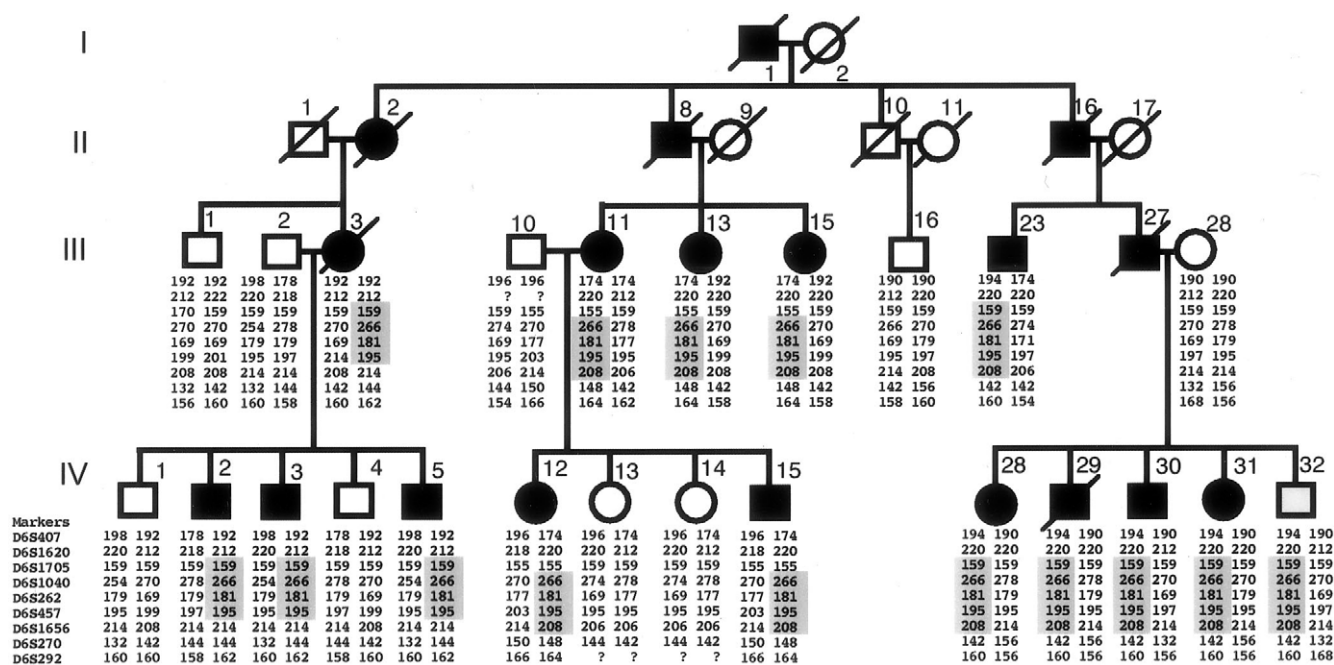 I
1 2
1 2 8 9 10 11 16 17
II
1 2 3 10 11 13 15 16 23 27 28
III
192 192 198 178 192 192 196 196 174 174 174 192 174 192 190 190 194 174 190 190
212 222 220 218 212 212 ? ? 220 212 220 220 220 220 212 220 220 220 212 220
170 159 159 159 159 159 159 155 155 159 155 159 155 159 159 159 159 159 159 159
270 270 254 278 270 266 274 270 266 278 266 270 266 270 266 270 266 274 270 278
169 169 179 179 169 181 169 177 181 177 181 169 181 169 169 179 181 171 169 179
199 201 195 197 214 195 195 203 195 195 195 199 195 199 195 197 195 197 197 195
208 208 214 214 208 214 206 214 208 206 208 208 208 208 214 208 208 206 214 214
132 142 132 144 142 144 144 150 148 142 148 142 148 142 142 156 142 142 132 156
156 160 160 158 160 162 154 166 164 162 164 158 164 158 158 160 160 154 168 156
IV
1 2 3 4 5 12 13 14 15 28 29 30 31 32
Markers
D6S407 198 192 178 192 198 192 178 192 198 192 196 174 196 174 196 174 196 174 194 190 194 190 194 190 194 190 194 190
D6S1620 220 212 218 212 220 212 218 212 220 212 218 220 220 212 220 212 218 220 220 220 220 220 220 212 220 220 220 212
D6S1705 159 159 159 159 159 159 159 159 159 159 155 155 159 159 159 159 155 155 159 159 159 159 159 159 159 159 159 159
D6S1040 254 270 278 266 254 266 278 270 254 266 270 266 274 278 274 278 270 266 266 278 266 278 266 270 266 278 266 270
D6S262 179 169 179 181 179 181 179 169 179 181 177 181 169 177 169 177 177 181 181 179 181 179 181 169 181 179 181 169
D6S457 195 199 197 195 195 195 197 199 195 195 203 195 195 195 195 195 203 195 195 195 195 195 195 197 195 195 195 197
D6S1656 214 208 214 214 214 214 214 208 214 214 214 208 206 206 206 206 214 208 208 214 208 214 208 214 208 214 208 214
D6S270 132 142 144 144 132 144 144 142 132 144 150 148 144 142 144 142 150 148 142 156 142 156 142 132 142 156 142 132
D6S292 160 160 158 162 160 162 158 160 160 162 166 164 ? ? ? ? 166 164 160 156 160 156 160 156 160 156 160 168